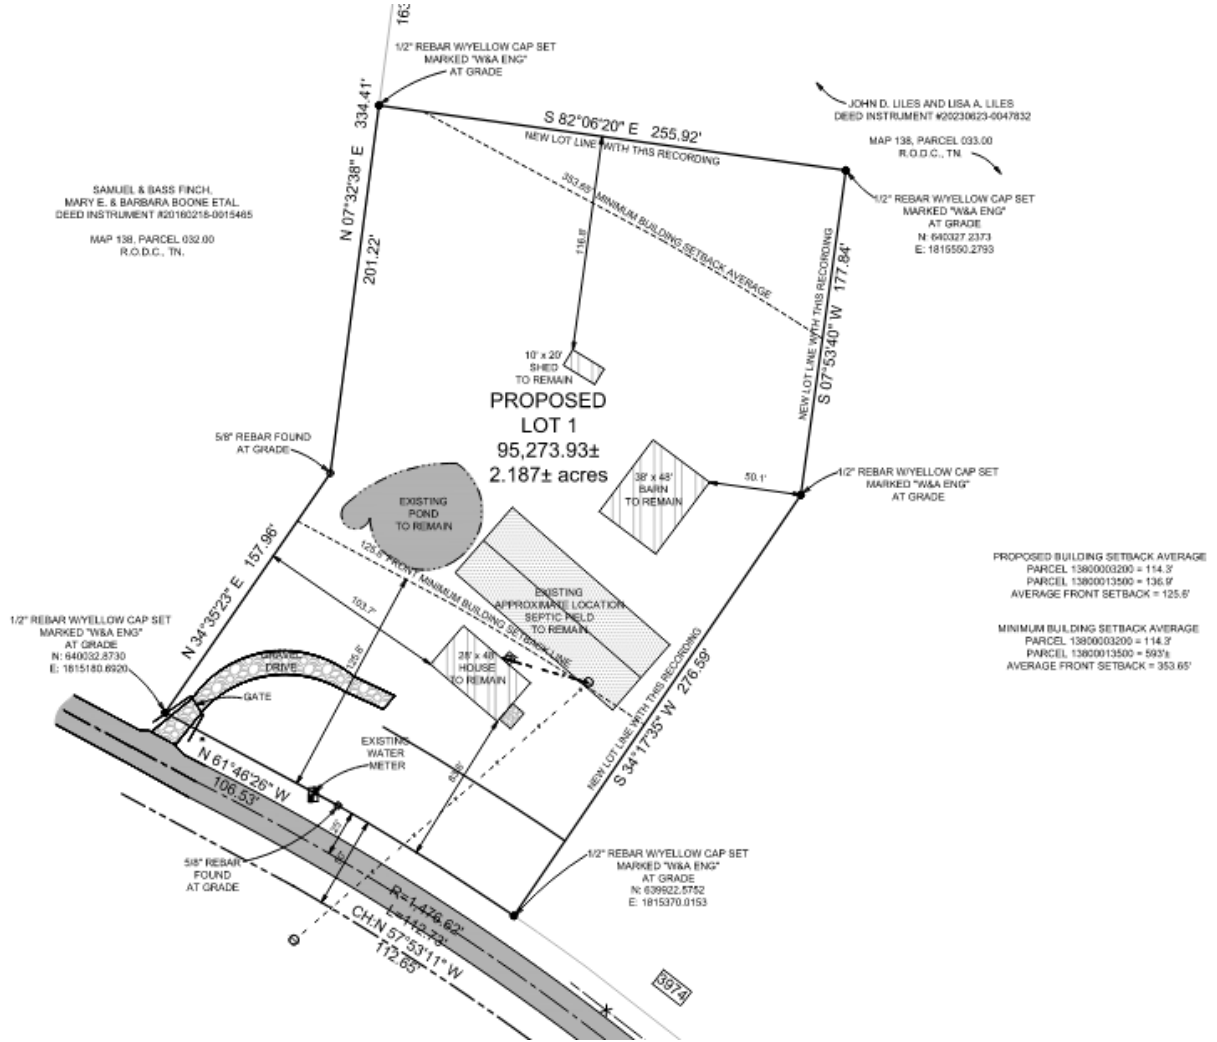 163
1/2" REBAR W/YELLOW CAP SET
MARKED "W&A ENG"
AT GRADE
334.41'
N 07°32'38" E
201.22'
S 82°06'20" E 255.92'
NEW LOT LINE WITH THIS RECORDING
JOHN D. LILES AND LISA A. LILES
DEED INSTRUMENT #20230623-0047832
MAP 138, PARCEL 033.00
R.O.D.C., TN.
SAMUEL & BASS FINCH,
MARY E. & BARBARA BOONE ETAL.
DEED INSTRUMENT #20160218-0015465
MAP 138, PARCEL 032.00
R.O.D.C., TN.
353.65' MINIMUM BUILDING SETBACK AVERAGE
1/2" REBAR W/YELLOW CAP SET
MARKED "W&A ENG"
AT GRADE
N: 640327.2373
E: 1815550.2793
116.8'
NEW LOT LINE WITH THIS RECORDING
S 07°53'40" W 177.84'
10' x 20'
SHED
TO REMAIN
PROPOSED
LOT 1
95,273.93±
2.187± acres
5/8" REBAR FOUND
AT GRADE
38' x 48'
BARN
TO REMAIN
50.1'
1/2" REBAR W/YELLOW CAP SET
MARKED "W&A ENG"
AT GRADE
EXISTING
POND
TO REMAIN
N 34°35'23" E 157.96'
125.6' FRONT MINIMUM BUILDING SETBACK LINE
EXISTING
APPROXIMATE LOCATION
SEPTIC FIELD
TO REMAIN
PROPOSED BUILDING SETBACK AVERAGE
PARCEL 13800003200 = 114.3'
PARCEL 13800013500 = 136.9'
AVERAGE FRONT SETBACK = 125.6'
MINIMUM BUILDING SETBACK AVERAGE
PARCEL 13800003200 = 114.3'
PARCEL 13800013500 = 593'±
AVERAGE FRONT SETBACK = 353.65'
1/2" REBAR W/YELLOW CAP SET
MARKED "W&A ENG"
AT GRADE
N: 640032.8730
E: 1815180.6920
103.7'
125.6'
28' x 48'
HOUSE
TO REMAIN
GRAVEL
DRIVE
GATE
NEW LOT LINE WITH THIS RECORDING
S 34°17'35" W 276.59'
EXISTING
WATER
METER
N 61°46'26" W
106.53'
25'
5/8" REBAR
FOUND
AT GRADE
1/2" REBAR W/YELLOW CAP SET
MARKED "W&A ENG"
AT GRADE
N: 639922.5752
E: 1815370.0153
R=1,476.62'
L=112.73'
CH:N 57°53'11" W
112.65'
3974